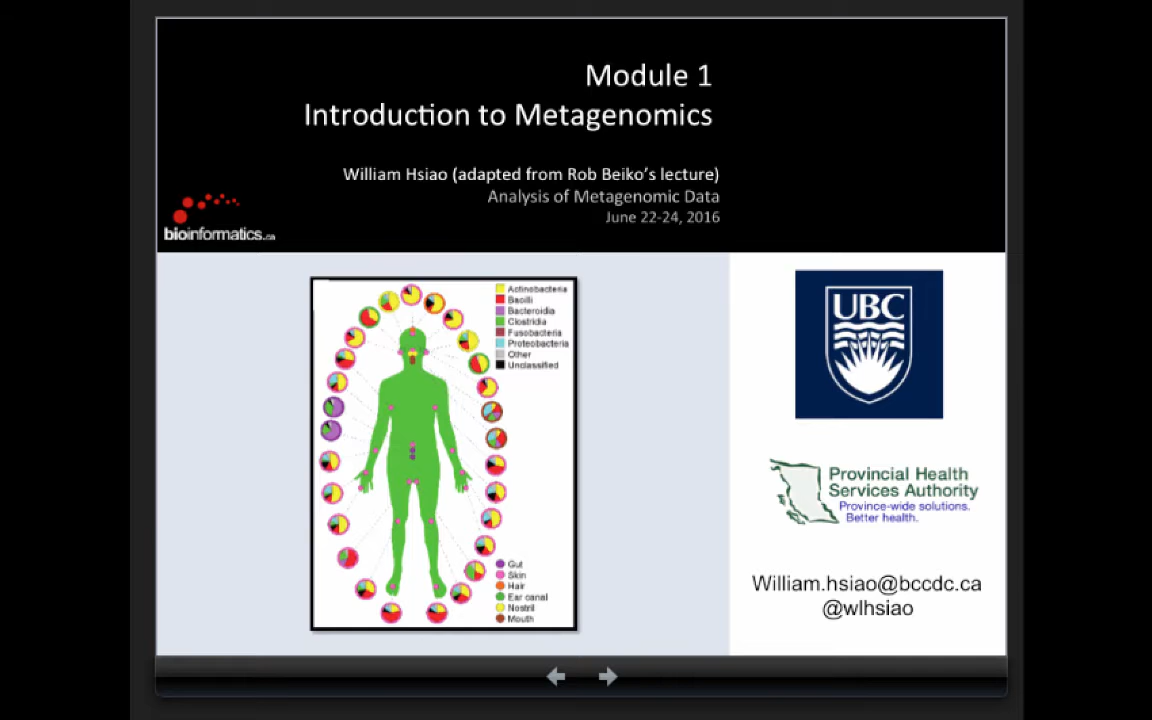 Module 1
Introduction to Metagenomics
William Hsiao (adapted from Rob Beiko's lecture)
Analysis of Metagenomic Data
June 22-24, 2016
bioinformatics.ca
Actinobacteria
Bacilli
Bacteroidia
Clostridia
Fusobacteria
Proteobacteria
Other
Unclassified
Gut
Skin
Hair
Ear canal
Nostril
Mouth
UBC
Provincial Health
Services Authority
Province-wide solutions.
Better health.
William.hsiao@bccdc.ca
@wlhsiao